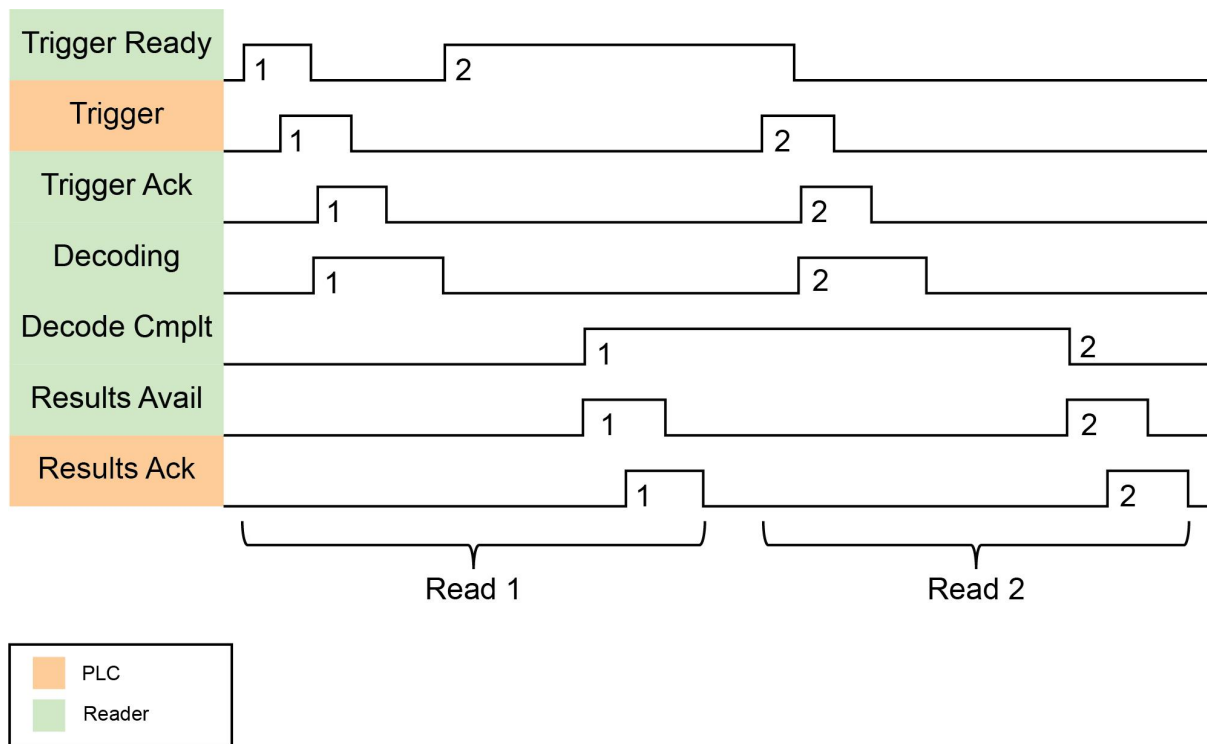 Trigger Ready
1
2
Trigger
1
2
Trigger Ack
1
2
Decoding
1
2
Decode Cmplt
1
2
Results Avail
1
2
Results Ack
1
2
Read 1
Read 2
PLC
Reader